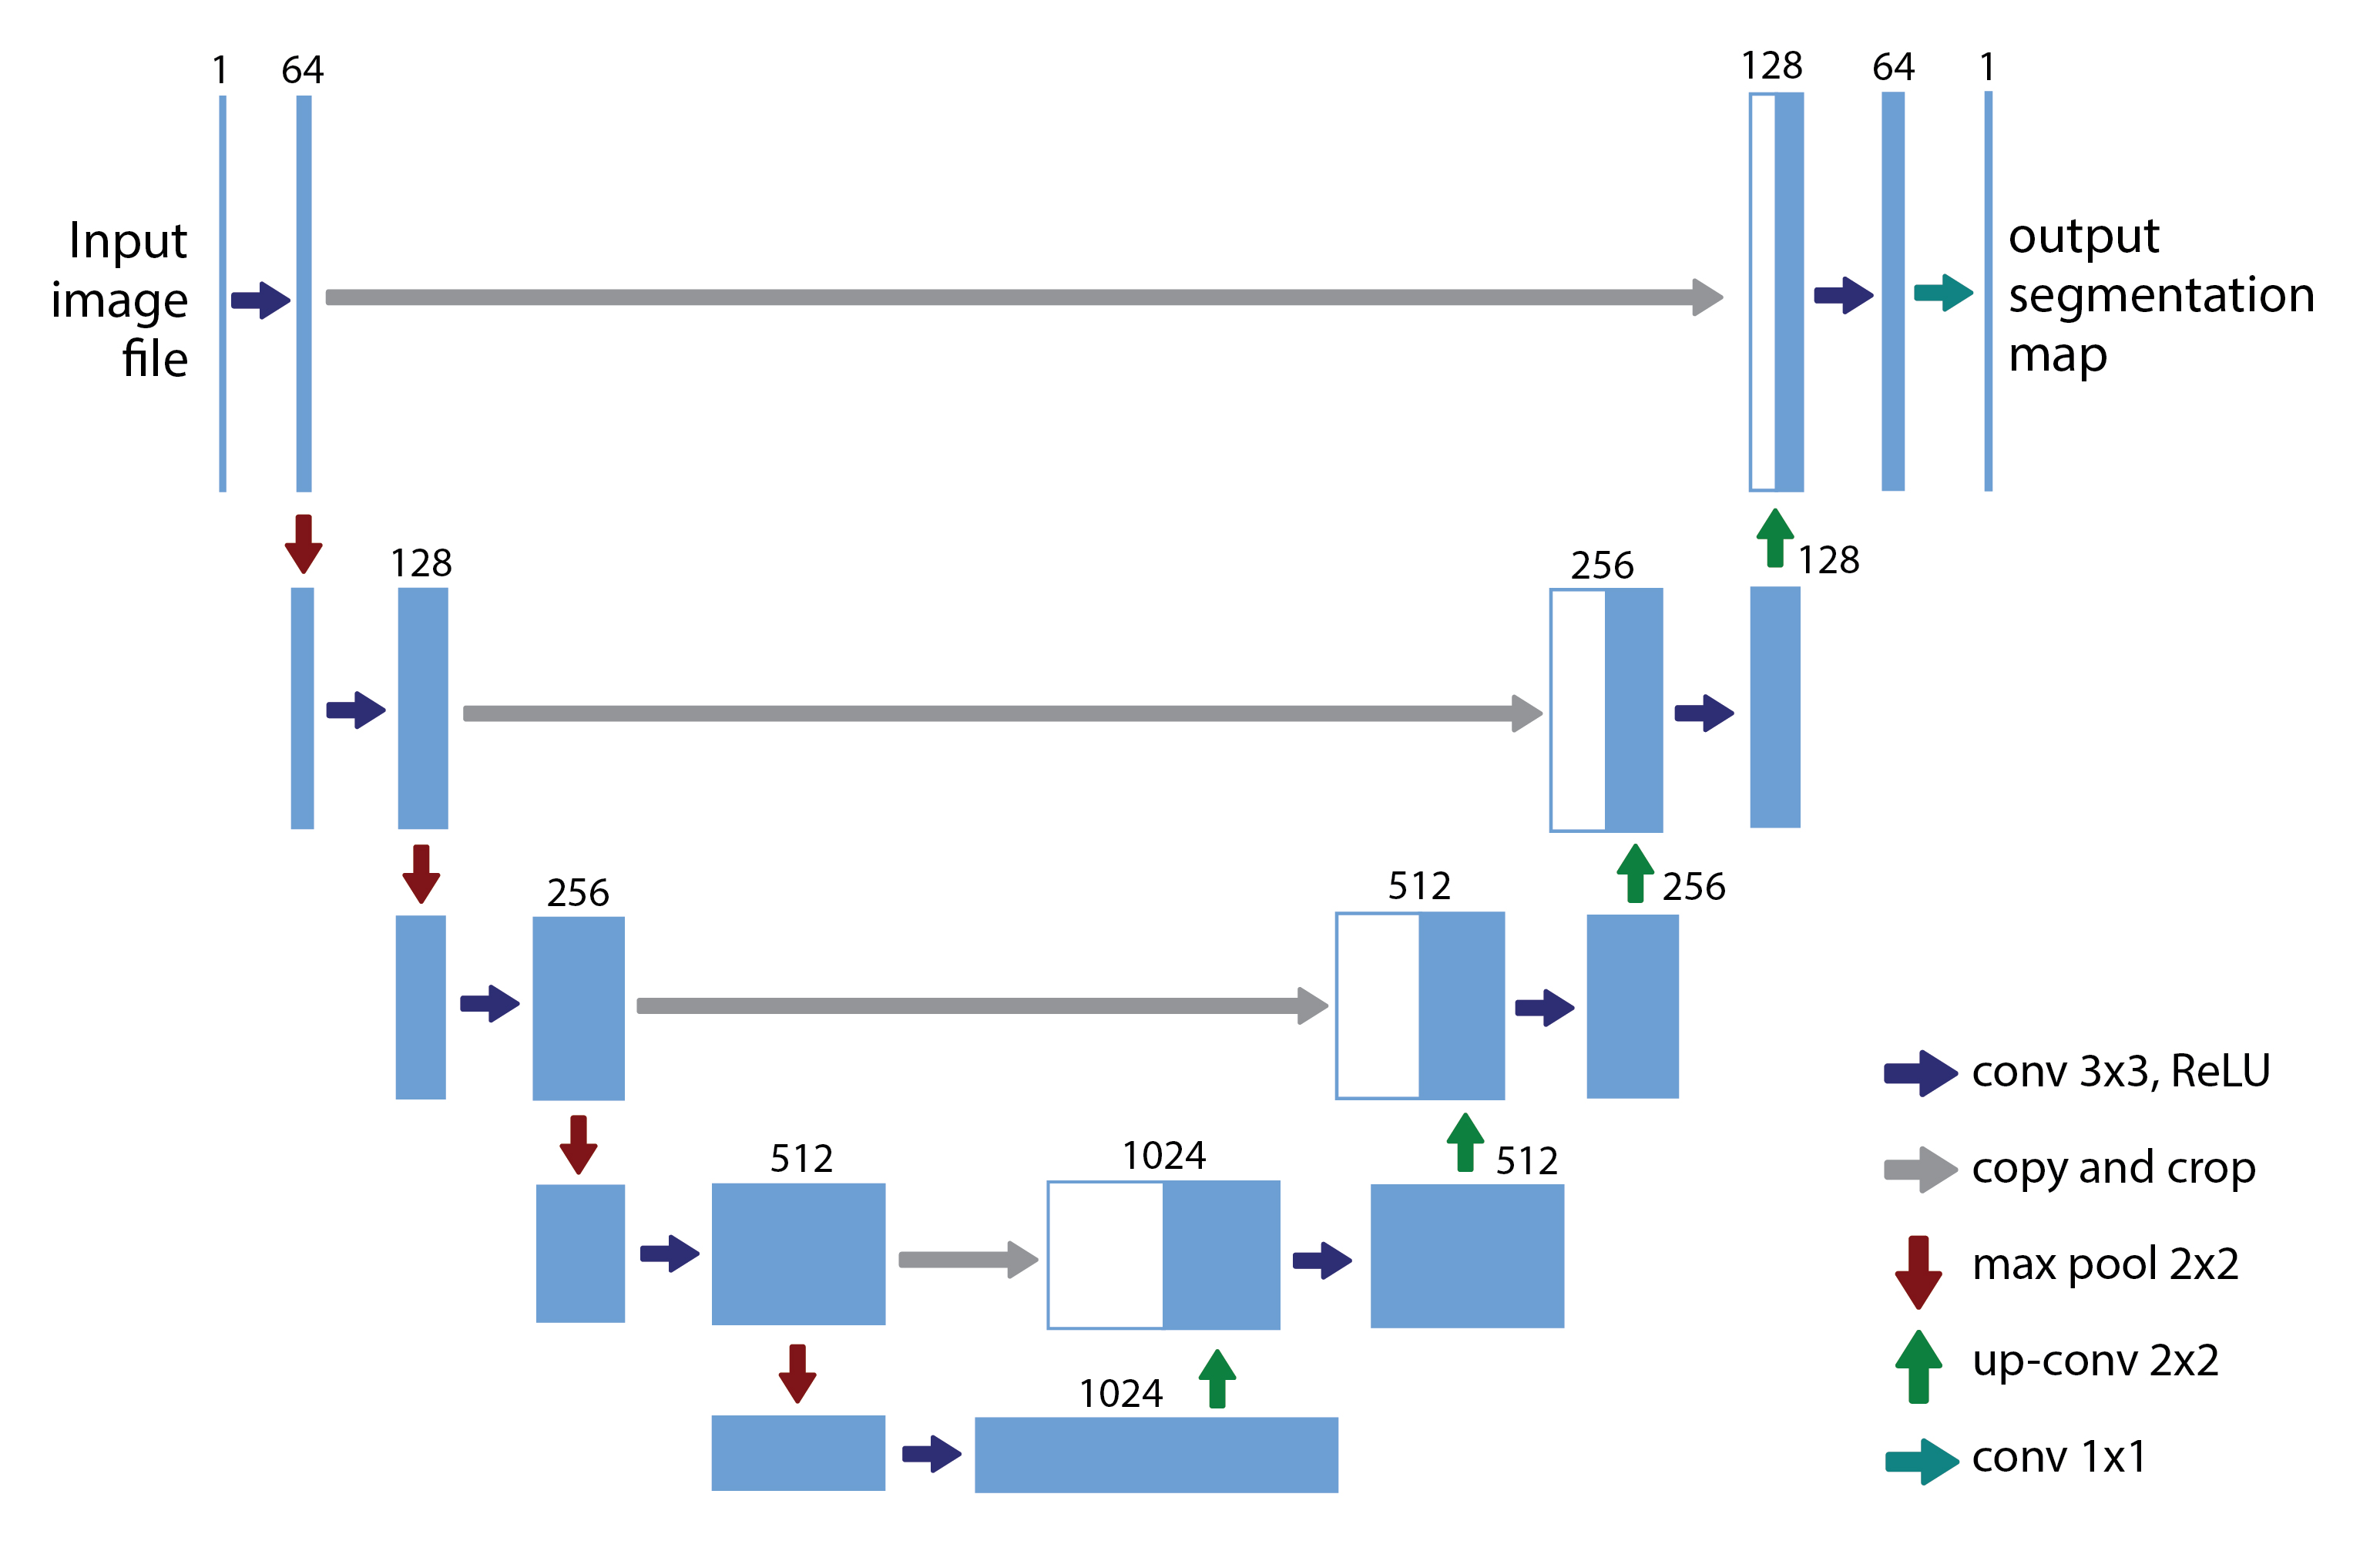 1
64
128
64
1
Input
image
file
output
segmentation
map
128
256
128
256
512
256
512
1024
512
1024
conv 3x3, ReLU
copy and crop
max pool 2x2
up-conv 2x2
conv 1x1